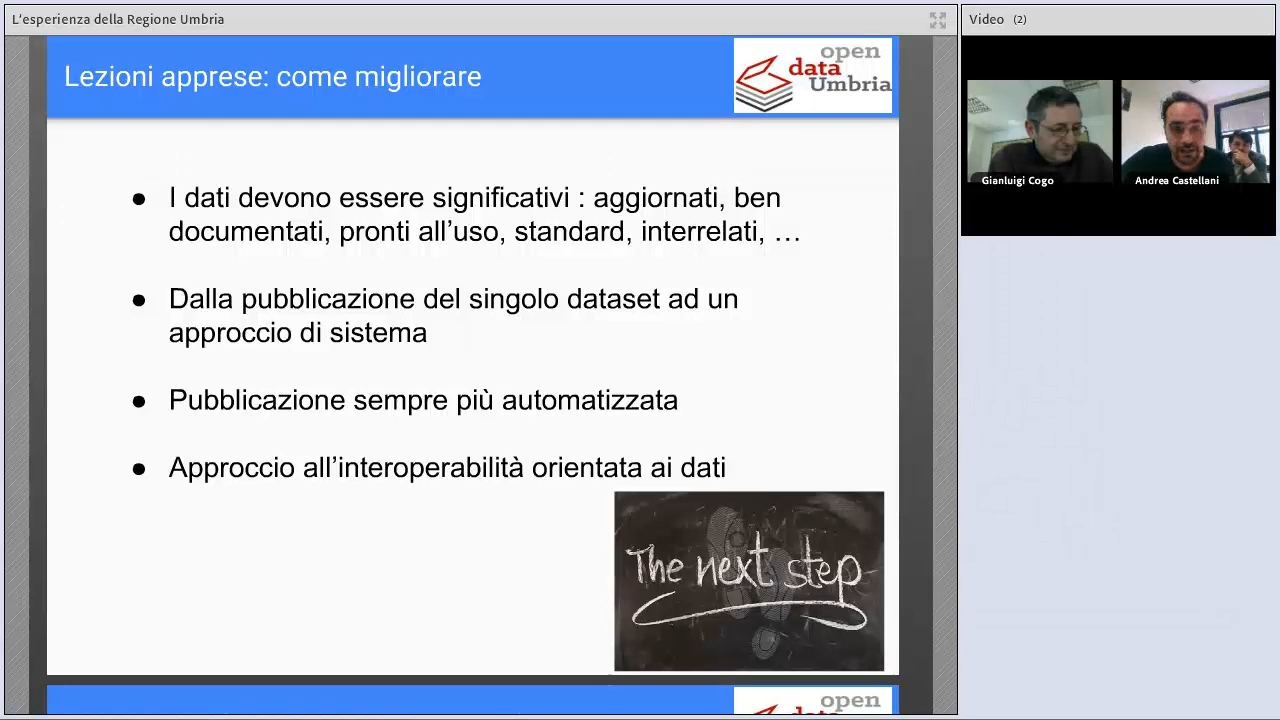 L'esperienza della Regione Umbria
Video (2)
Lezioni apprese: come migliorare
open
data
Umbria
Gianluigi Cogo
Andrea Castellani
● I dati devono essere significativi : aggiornati, ben
documentati, pronti all’uso, standard, interrelati, …
● Dalla pubblicazione del singolo dataset ad un
approccio di sistema
● Pubblicazione sempre più automatizzata
● Approccio all’interoperabilità orientata ai dati
The next step
open
data
Umbria